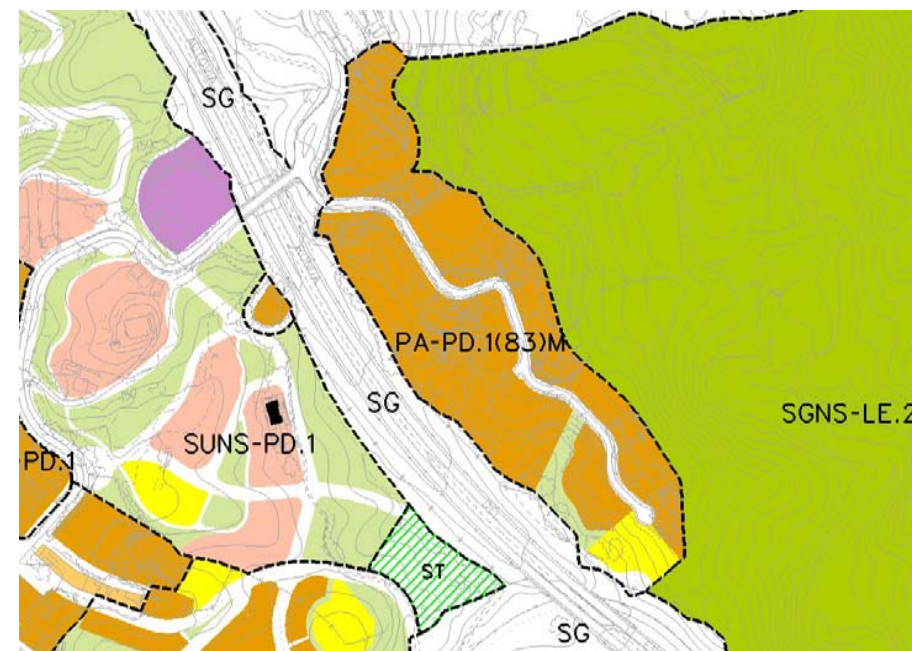 SG
PA-PD.1(83)M
SG
SGNS-LE.2
SUNS-PD.1
PD.1
ST
SG